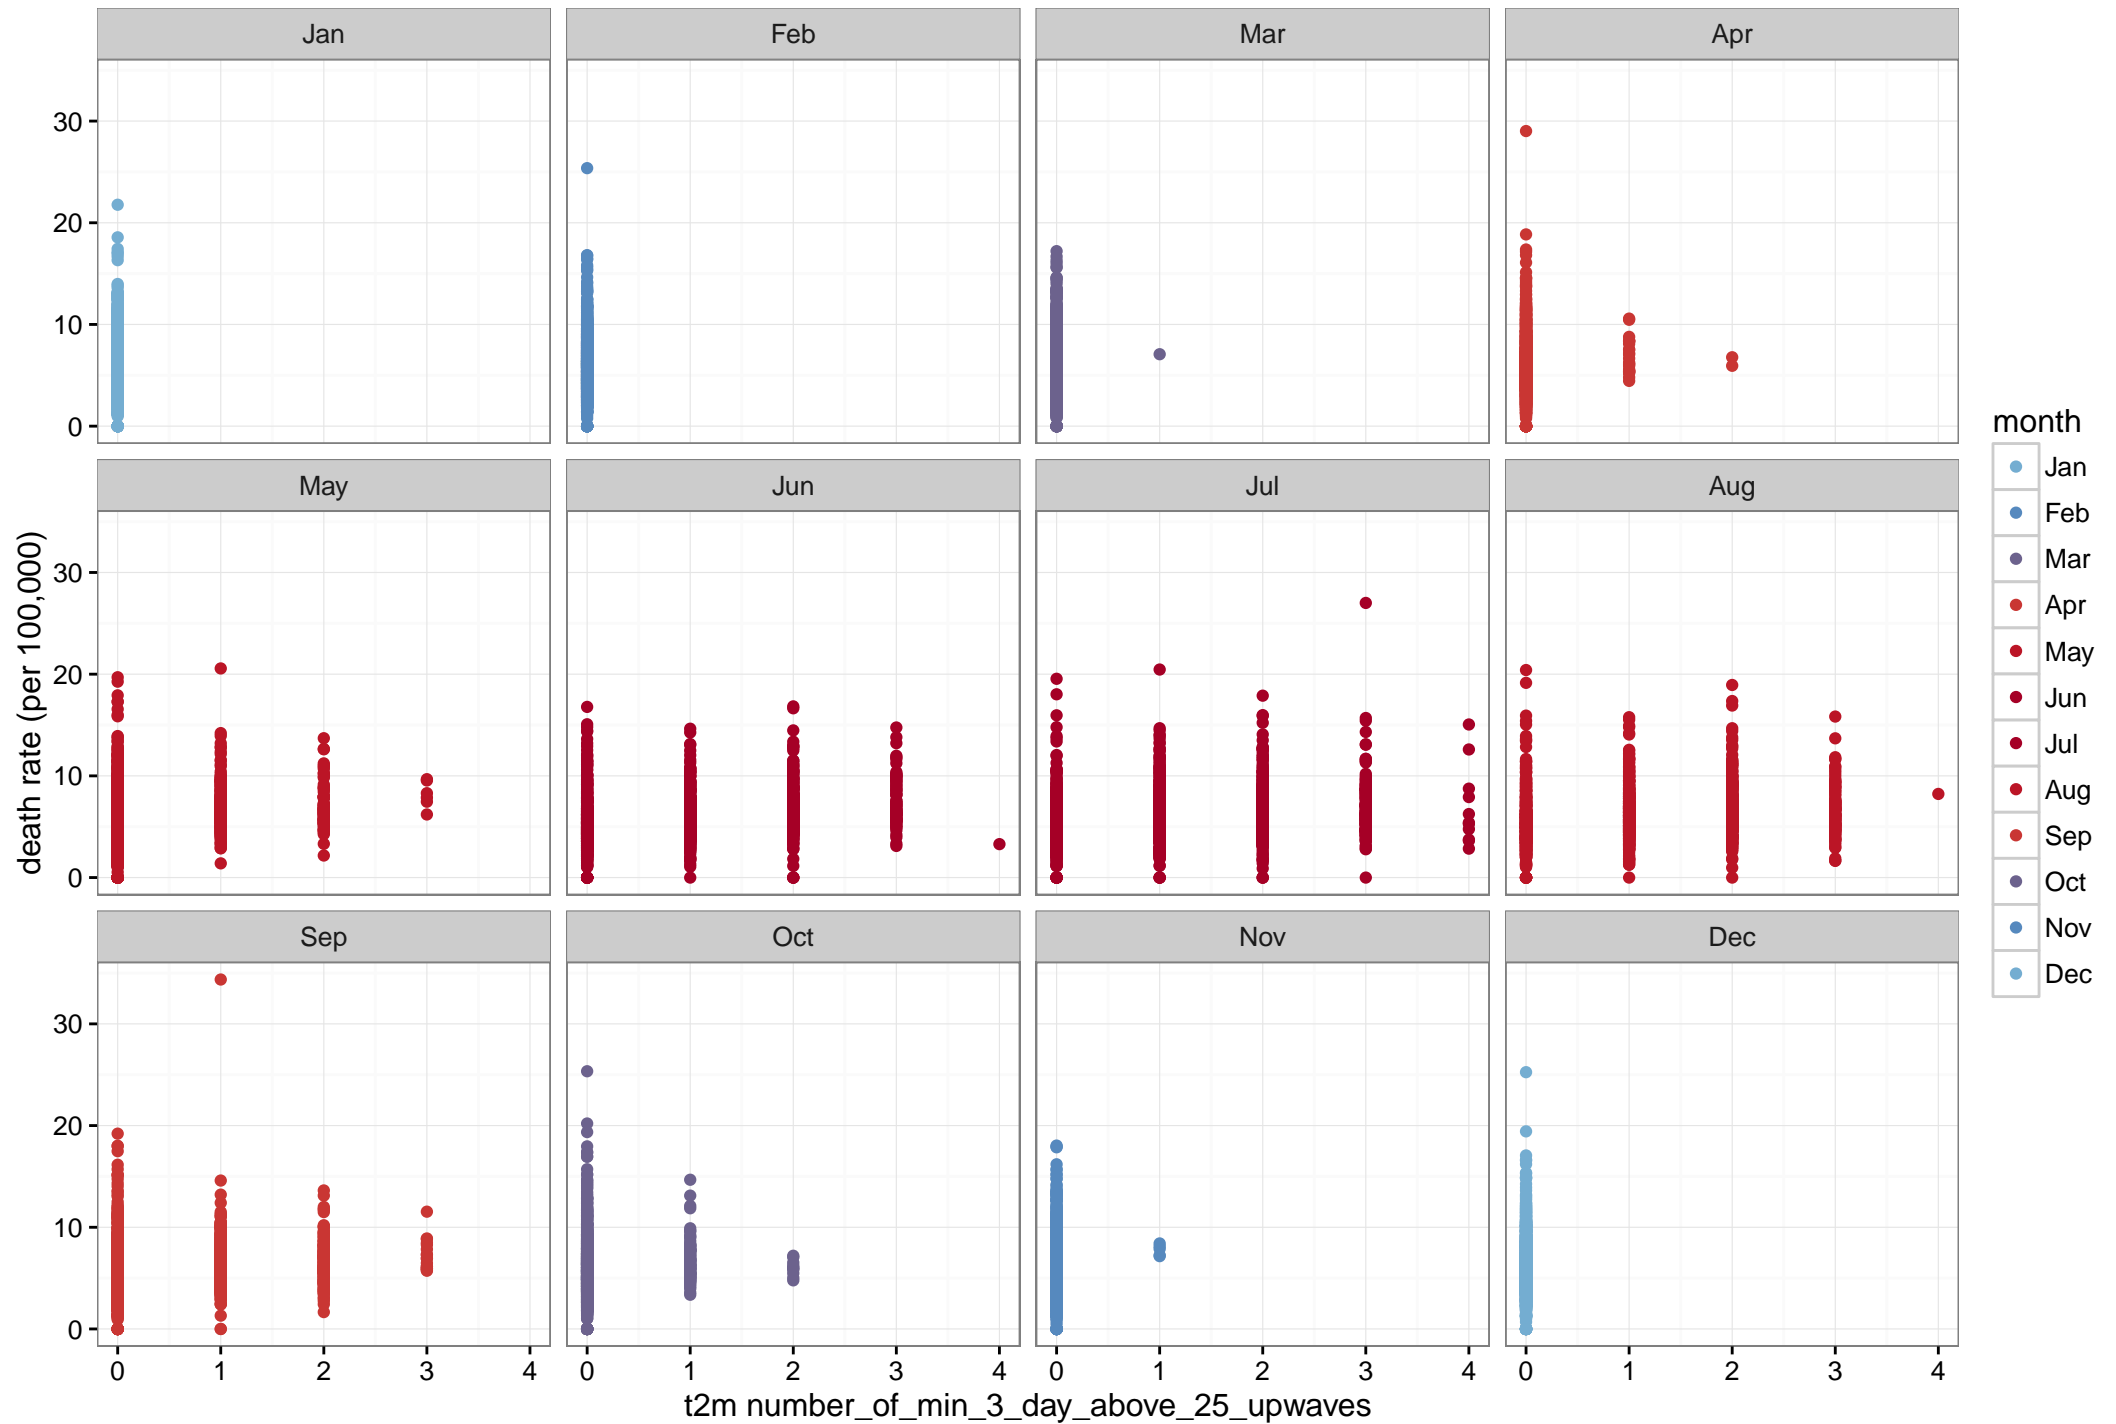 Jan Feb Mar Apr
30
20
10
0
May Jun Jul Aug
30
20
10
0
Sep Oct Nov Dec
30
20
10
0
0 1 2 3 4 0 1 2 3 4 0 1 2 3 4 0 1 2 3 4
t2m number_of_min_3_day_above_25_upwaves
death rate (per 100,000)
month
Jan
Feb
Mar
Apr
May
Jun
Jul
Aug
Sep
Oct
Nov
Dec